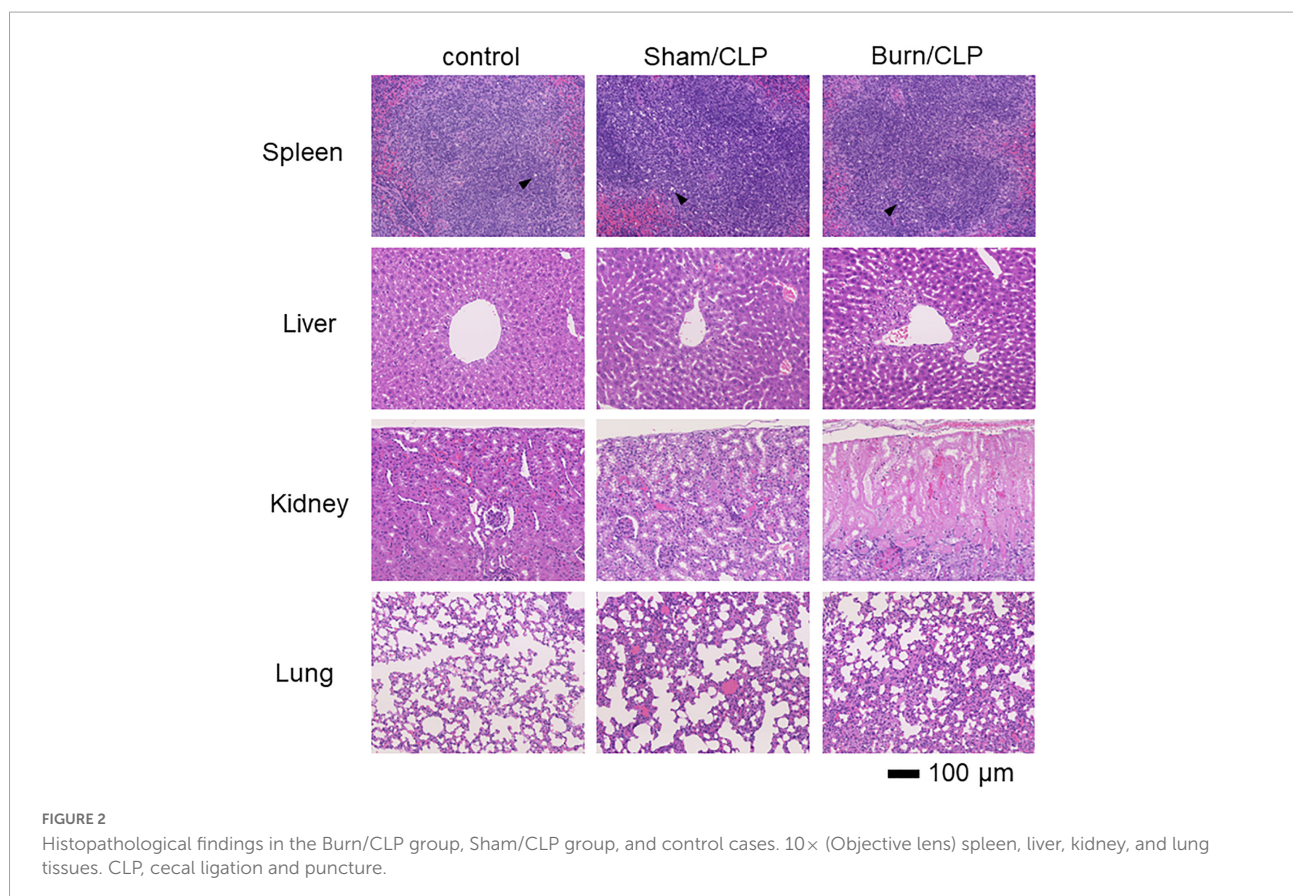 control Sham/CLP Burn/CLP
Spleen
Liver
Kidney
Lung
100 µm
FIGURE 2
Histopathological findings in the Burn/CLP group, Sham/CLP group, and control cases. 10× (Objective lens) spleen, liver, kidney, and lung
tissues. CLP, cecal ligation and puncture.